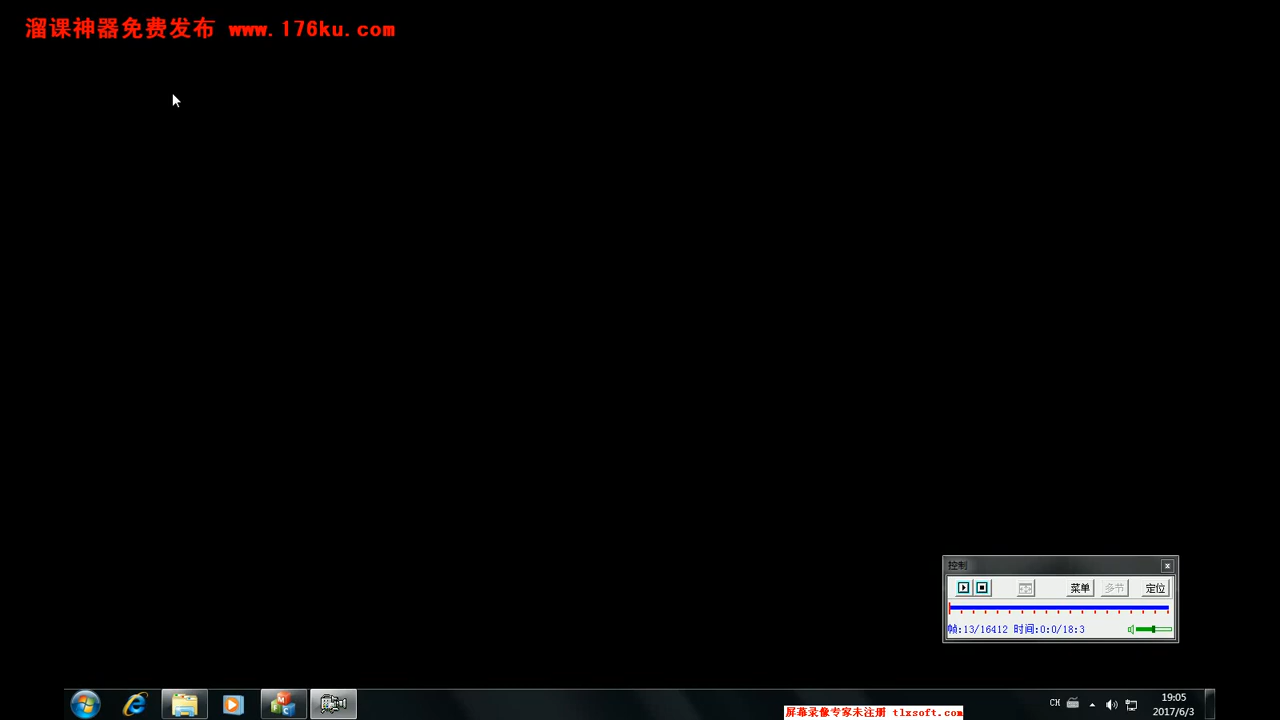 溜课神器免费发布 www.176ku.com
控制
菜单 多节 定位
帧:13/16412 时间:0:0/18:3
CH
19:05
2017/6/3
屏幕录像专家未注册 tlxsoft.com